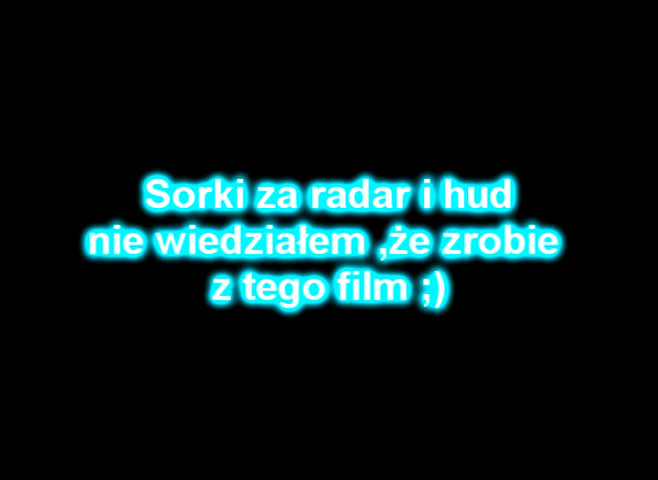 Sorki za radar i hud
nie wiedziałem ,że zrobie
z tego film ;)